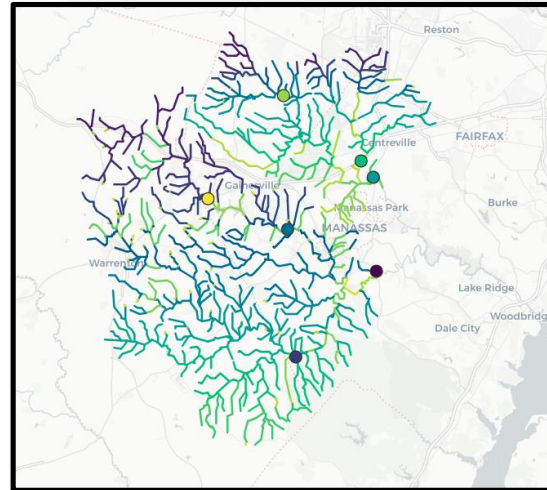 Reston
Centreville
FAIRFAX
Gainesville
Burke
Manassas Park
MANASSAS
Warrenton
Lake Ridge
Woodbridg
Dale City